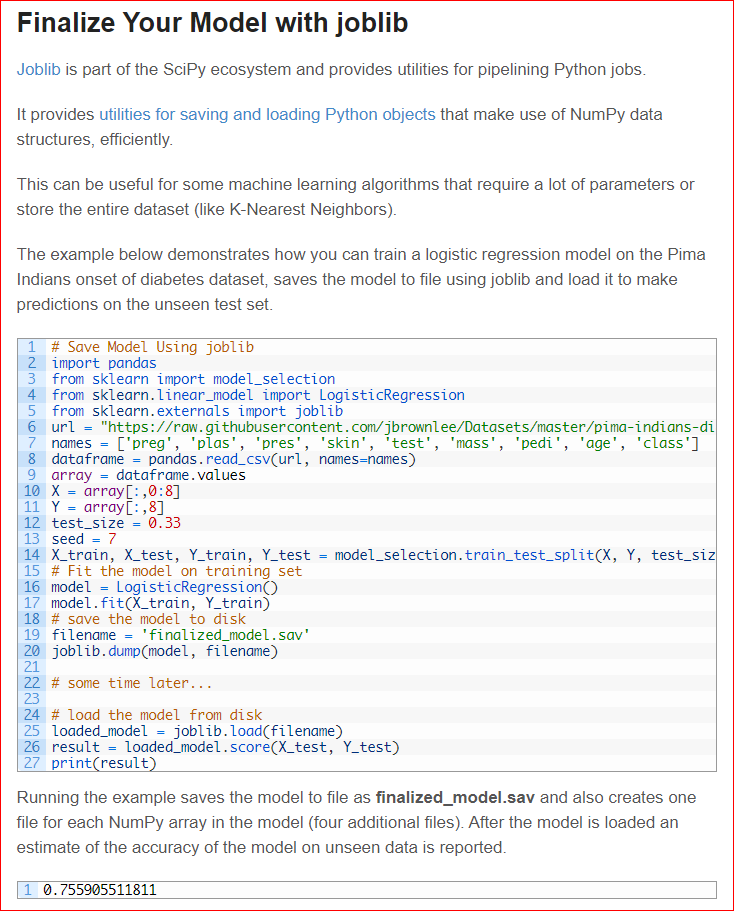 Finalize Your Model with joblib
Joblib is part of the SciPy ecosystem and provides utilities for pipelining Python jobs.
It provides utilities for saving and loading Python objects that make use of NumPy data
structures, efficiently.
This can be useful for some machine learning algorithms that require a lot of parameters or
store the entire dataset (like K-Nearest Neighbors).
The example below demonstrates how you can train a logistic regression model on the Pima
Indians onset of diabetes dataset, saves the model to file using joblib and load it to make
predictions on the unseen test set.
1 # Save Model Using joblib
2 import pandas
3 from sklearn import model_selection
4 from sklearn.linear_model import LogisticRegression
5 from sklearn.externals import joblib
6 url = "https://raw.githubusercontent.com/jbrownlee/Datasets/master/pima-indians-di
7 names = ['preg', 'plas', 'pres', 'skin', 'test', 'mass', 'pedi', 'age', 'class']
8 dataframe = pandas.read_csv(url, names=names)
9 array = dataframe.values
10 X = array[:,0:8]
11 Y = array[:,8]
12 test_size = 0.33
13 seed = 7
14 X_train, X_test, Y_train, Y_test = model_selection.train_test_split(X, Y, test_siz
15 # Fit the model on training set
16 model = LogisticRegression()
17 model.fit(X_train, Y_train)
18 # save the model to disk
19 filename = 'finalized_model.sav'
20 joblib.dump(model, filename)
21
22 # some time later...
23
24 # load the model from disk
25 loaded_model = joblib.load(filename)
26 result = loaded_model.score(X_test, Y_test)
27 print(result)
Running the example saves the model to file as finalized_model.sav and also creates one
file for each NumPy array in the model (four additional files). After the model is loaded an
estimate of the accuracy of the model on unseen data is reported.
1 0.755905511811